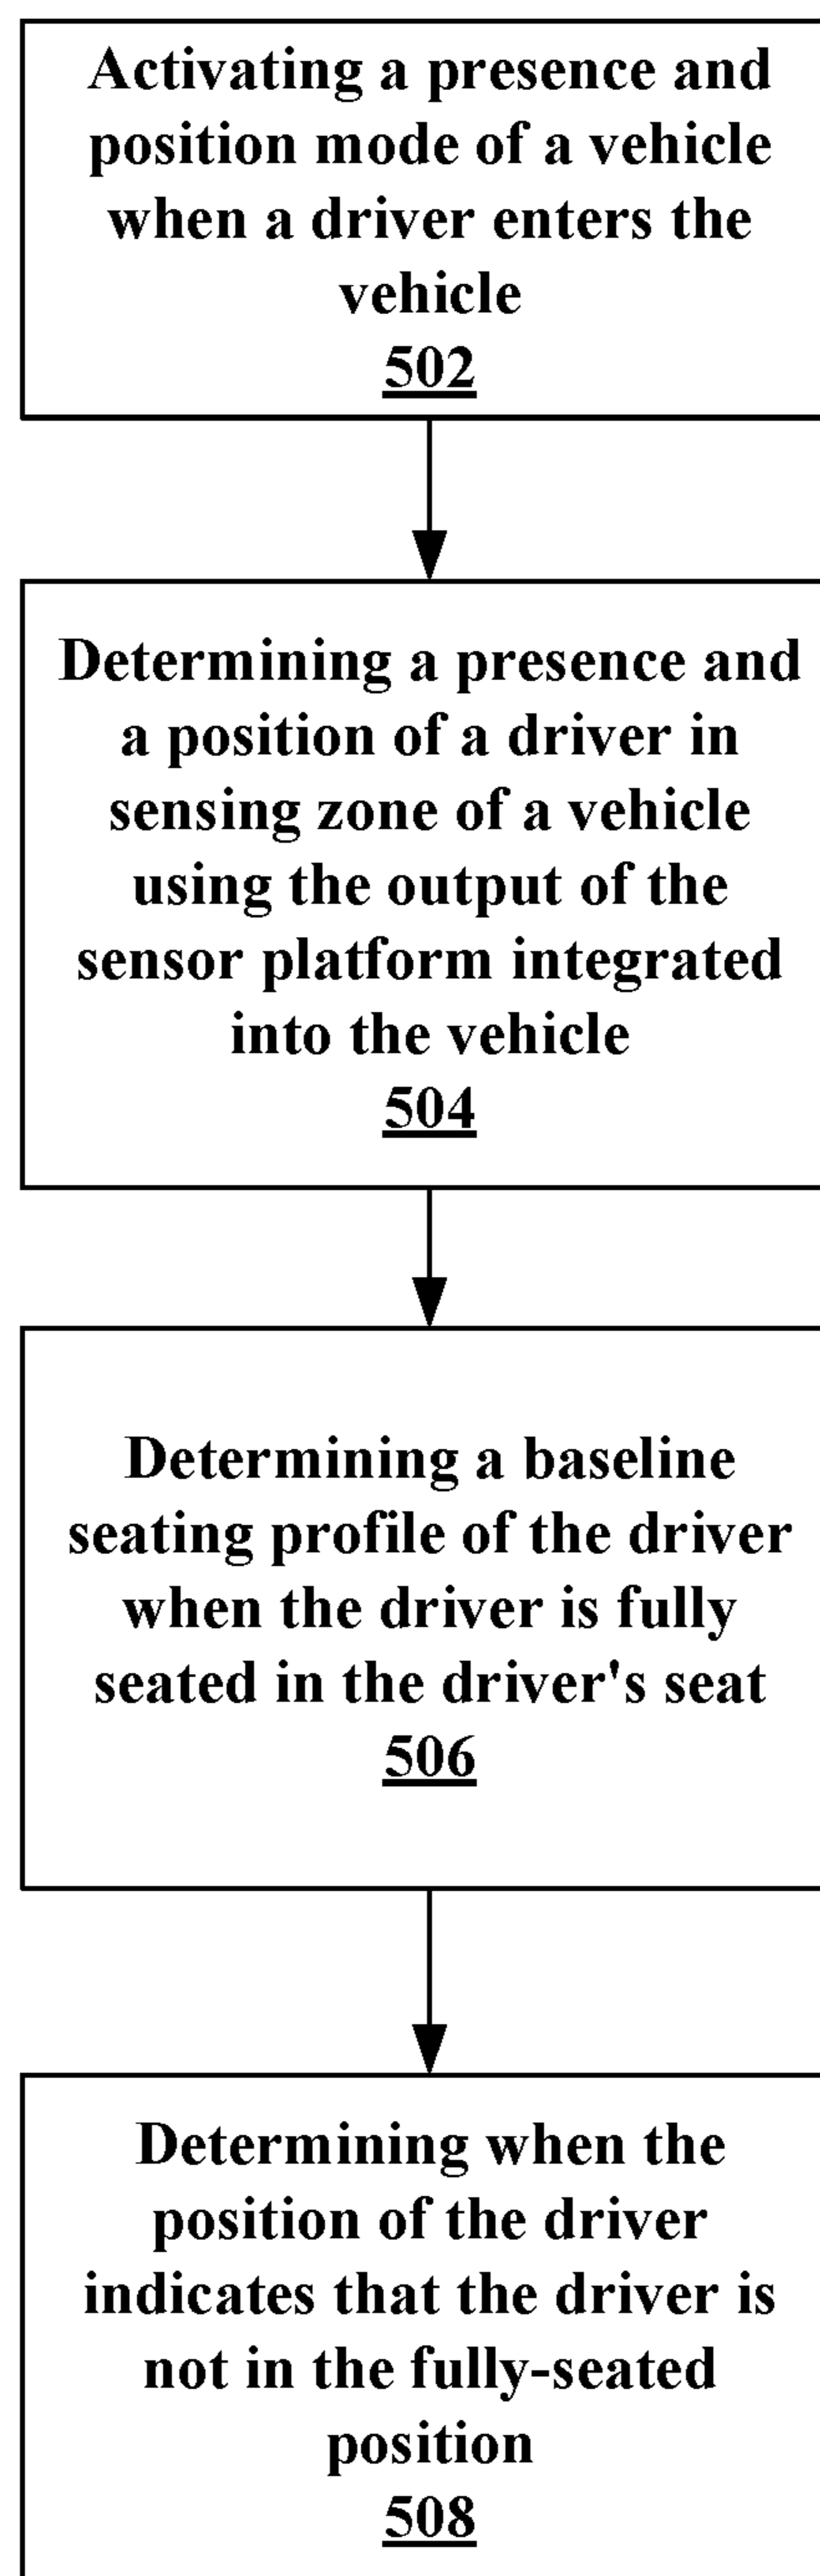 Activating a presence and
position mode of a vehicle
when a driver enters the
vehicle
502
Determining a presence and
a position of a driver in
sensing zone of a vehicle
using the output of the
sensor platform integrated
into the vehicle
504
Determining a baseline
seating profile of the driver
when the driver is fully
seated in the driver's seat
506
Determining when the
position of the driver
indicates that the driver is
not in the fully-seated
position
508